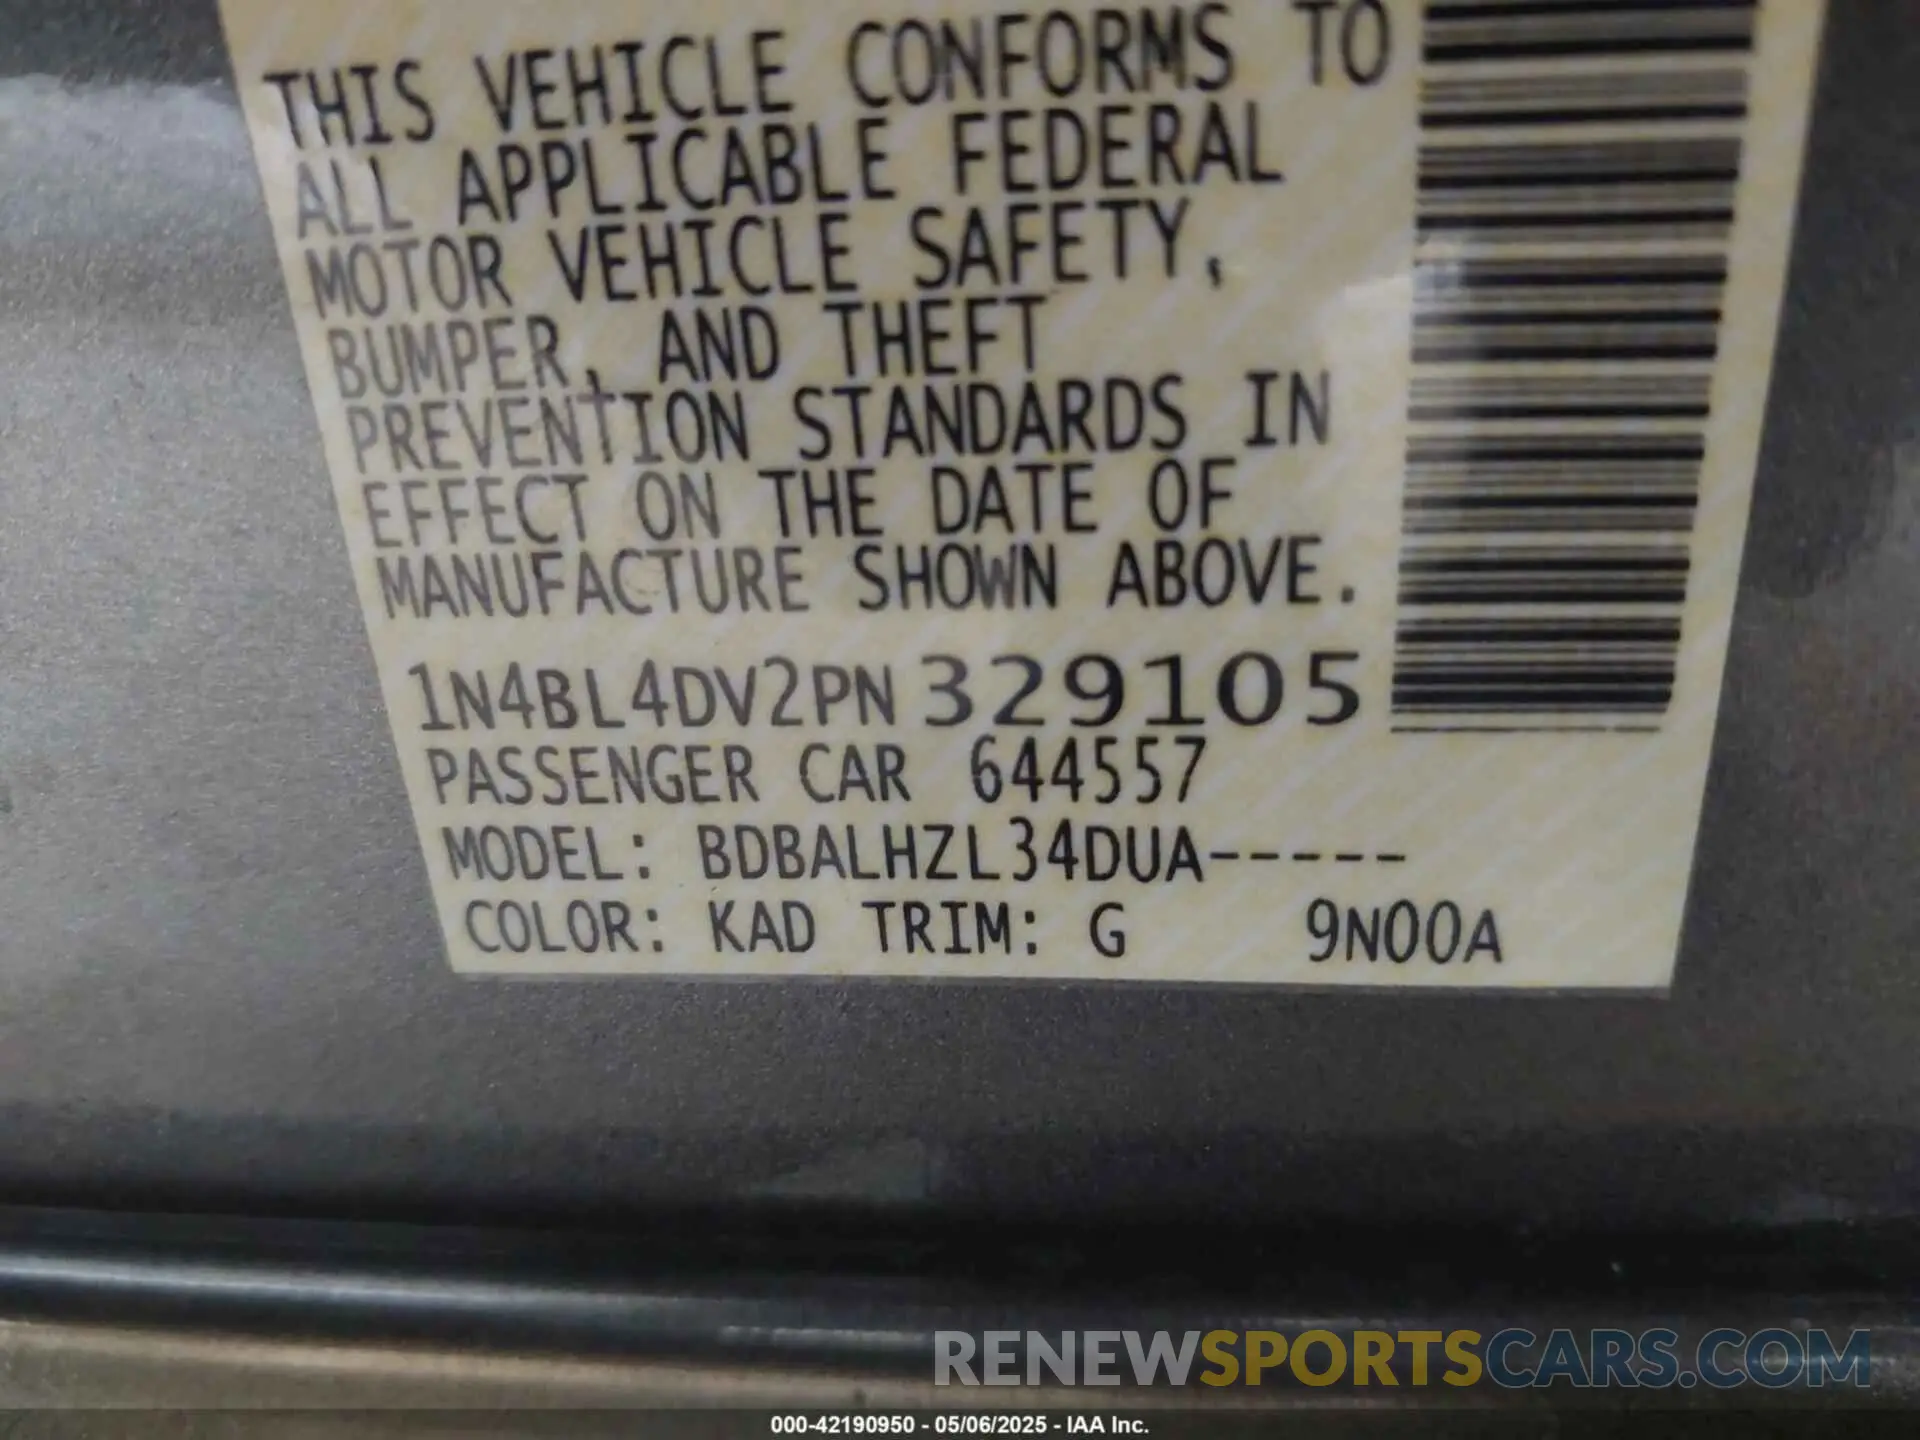 THIS VEHICLE CONFORMS TO
ALL APPLICABLE FEDERAL
MOTOR VEHICLE SAFETY,
BUMPER, AND THEFT
PREVENTION STANDARDS IN
EFFECT ON THE DATE OF
MANUFACTURE SHOWN ABOVE.
1N4BL4DV2PN329105
PASSENGER CAR 644557
MODEL: BDBALHZL34DUA-----
COLOR: KAD TRIM: G 9N00A
RENEWSPORTSCARS.COM
000-42190950 - 05/06/2025 - IAA Inc.